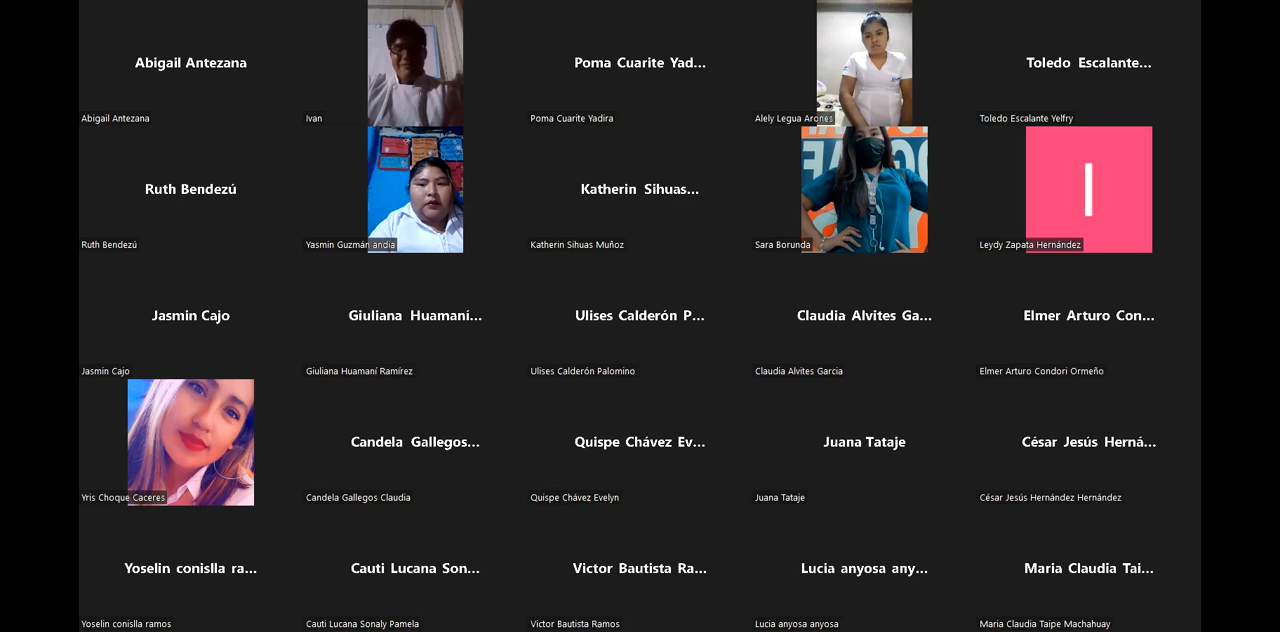 Abigail Antezana
Poma Cuarite Yad...
Toledo Escalante...
Abigail Antezana
Ivan
Poma Cuarite Yadira
Alely Legua Arones
Toledo Escalante Yelfry
Ruth Bendezú
Katherin Sihuas...
I
Ruth Bendezú
Yasmin Guzmán andia
Katherin Sihuas Muñoz
Sara Borunda
Leydy Zapata Hernández
Jasmin Cajo
Giuliana Huamaní...
Ulises Calderón P...
Claudia Alvites Ga...
Elmer Arturo Con...
Jasmin Cajo
Giuliana Huamaní Ramírez
Ulises Calderón Palomino
Claudia Alvites Garcia
Elmer Arturo Condori Ormeño
Candela Gallegos...
Quispe Chávez Ev...
Juana Tataje
César Jesús Herná...
Yris Choque Caceres
Candela Gallegos Claudia
Quispe Chávez Evelyn
Juana Tataje
César Jesús Hernández Hernández
Yoselin conislla ra...
Cauti Lucana Son...
Victor Bautista Ra...
Lucia anyosa any...
Maria Claudia Tai...
Yoselin conislla ramos
Cauti Lucana Sonaly Pamela
Victor Bautista Ramos
Lucia anyosa anyosa
Maria Claudia Taipe Machahuay